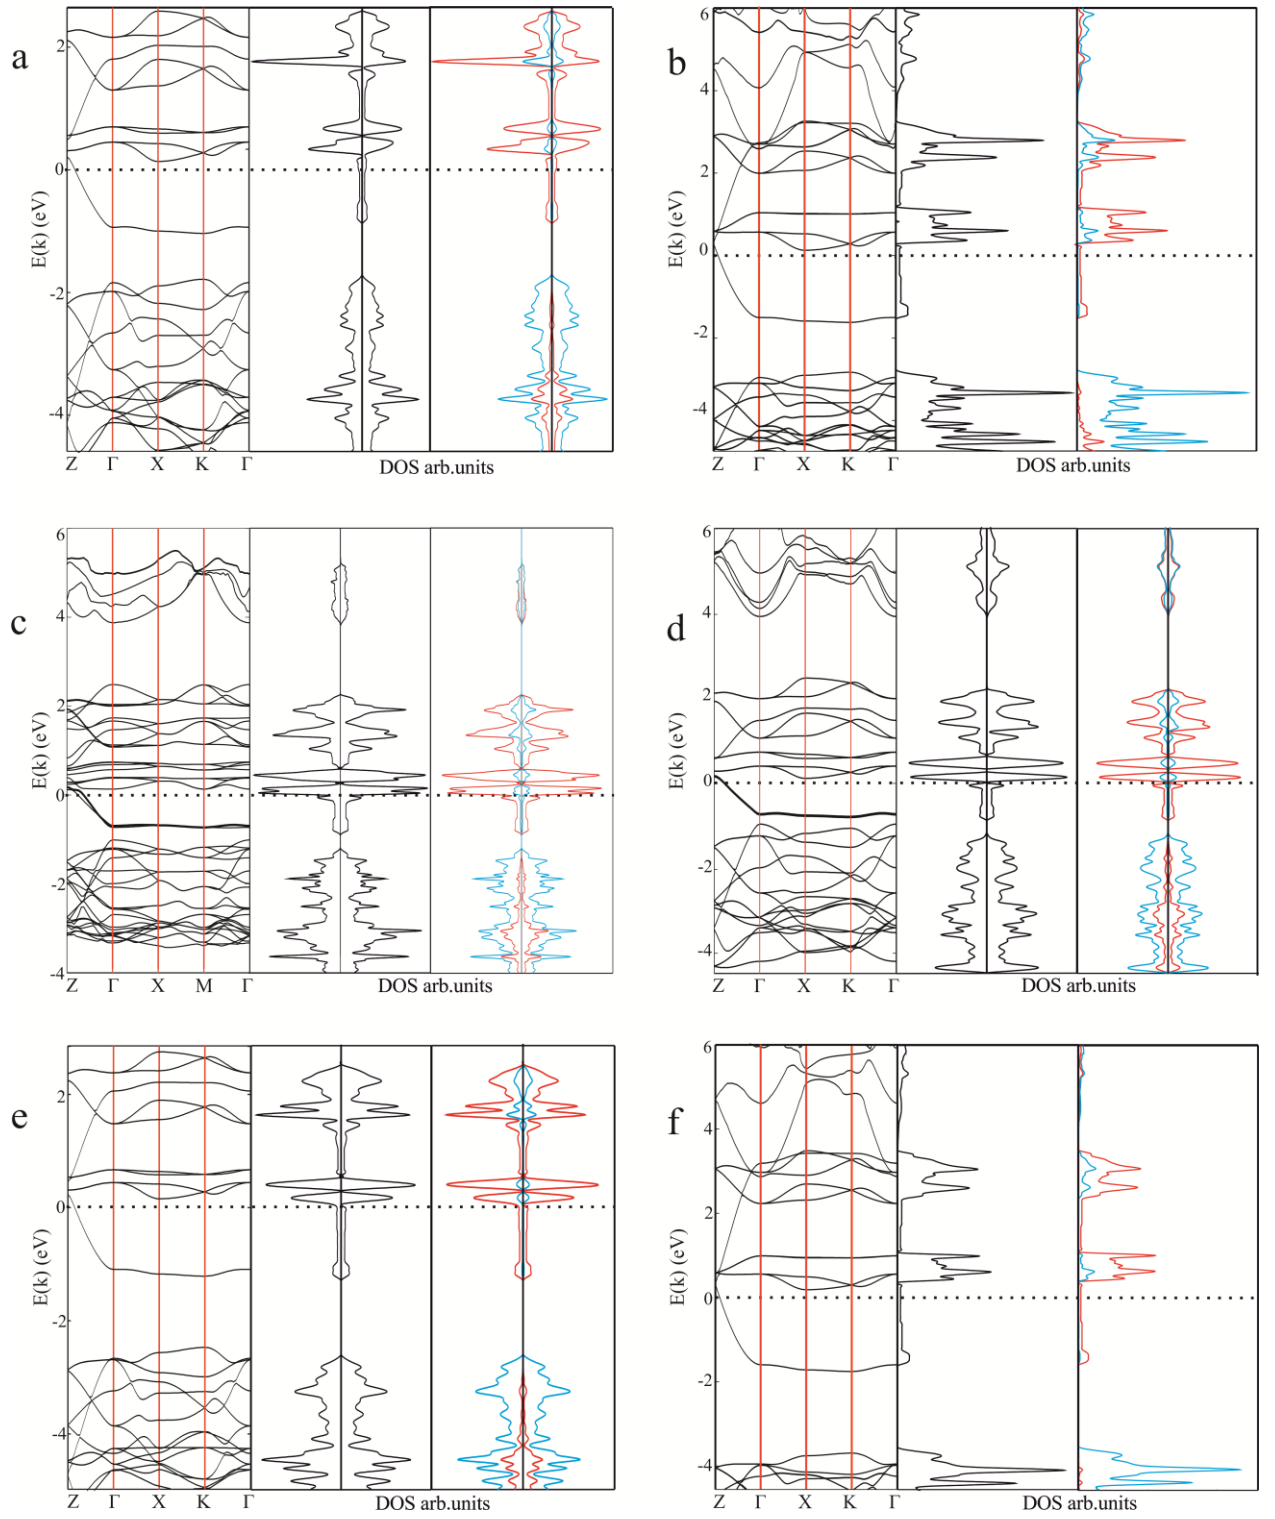 a
E(k) (eV)
2
0
-2
-4
Z Γ X K Γ
DOS arb.units
b
E(k) (eV)
6
4
2
0
-2
-4
Z Γ X K Γ
DOS arb.units
c
E(k) (eV)
6
4
2
0
-2
-4
Z Γ X M Γ
DOS arb.units
d
E(k) (eV)
6
4
2
0
-2
-4
Z Γ X K Γ
DOS arb.units
e
E(k) (eV)
2
0
-2
-4
Z Γ X K Γ
DOS arb.units
f
E(k) (eV)
6
4
2
0
-2
-4
Z Γ X K Γ
DOS arb.units